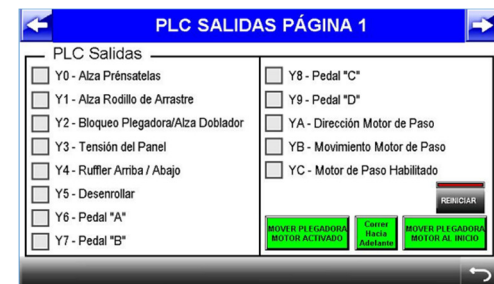 PLC SALIDAS PÁGINA 1
PLC Salidas
Y0 - Alza Prénsatelas
Y1 - Alza Rodillo de Arrastre
Y2 - Bloqueo Plegadora/Alza Doblador
Y3 - Tensión del Panel
Y4 - Ruffler Arriba / Abajo
Y5 - Desenrollar
Y6 - Pedal "A"
Y7 - Pedal "B"
Y8 - Pedal "C"
Y9 - Pedal "D"
YA - Dirección Motor de Paso
YB - Movimiento Motor de Paso
YC - Motor de Paso Habilitado
REINICIAR
MOVER PLEGADORA
MOTOR ACTIVADO
Correr
Hacia
Adelante
MOVER PLEGADORA
MOTOR AL INICIO